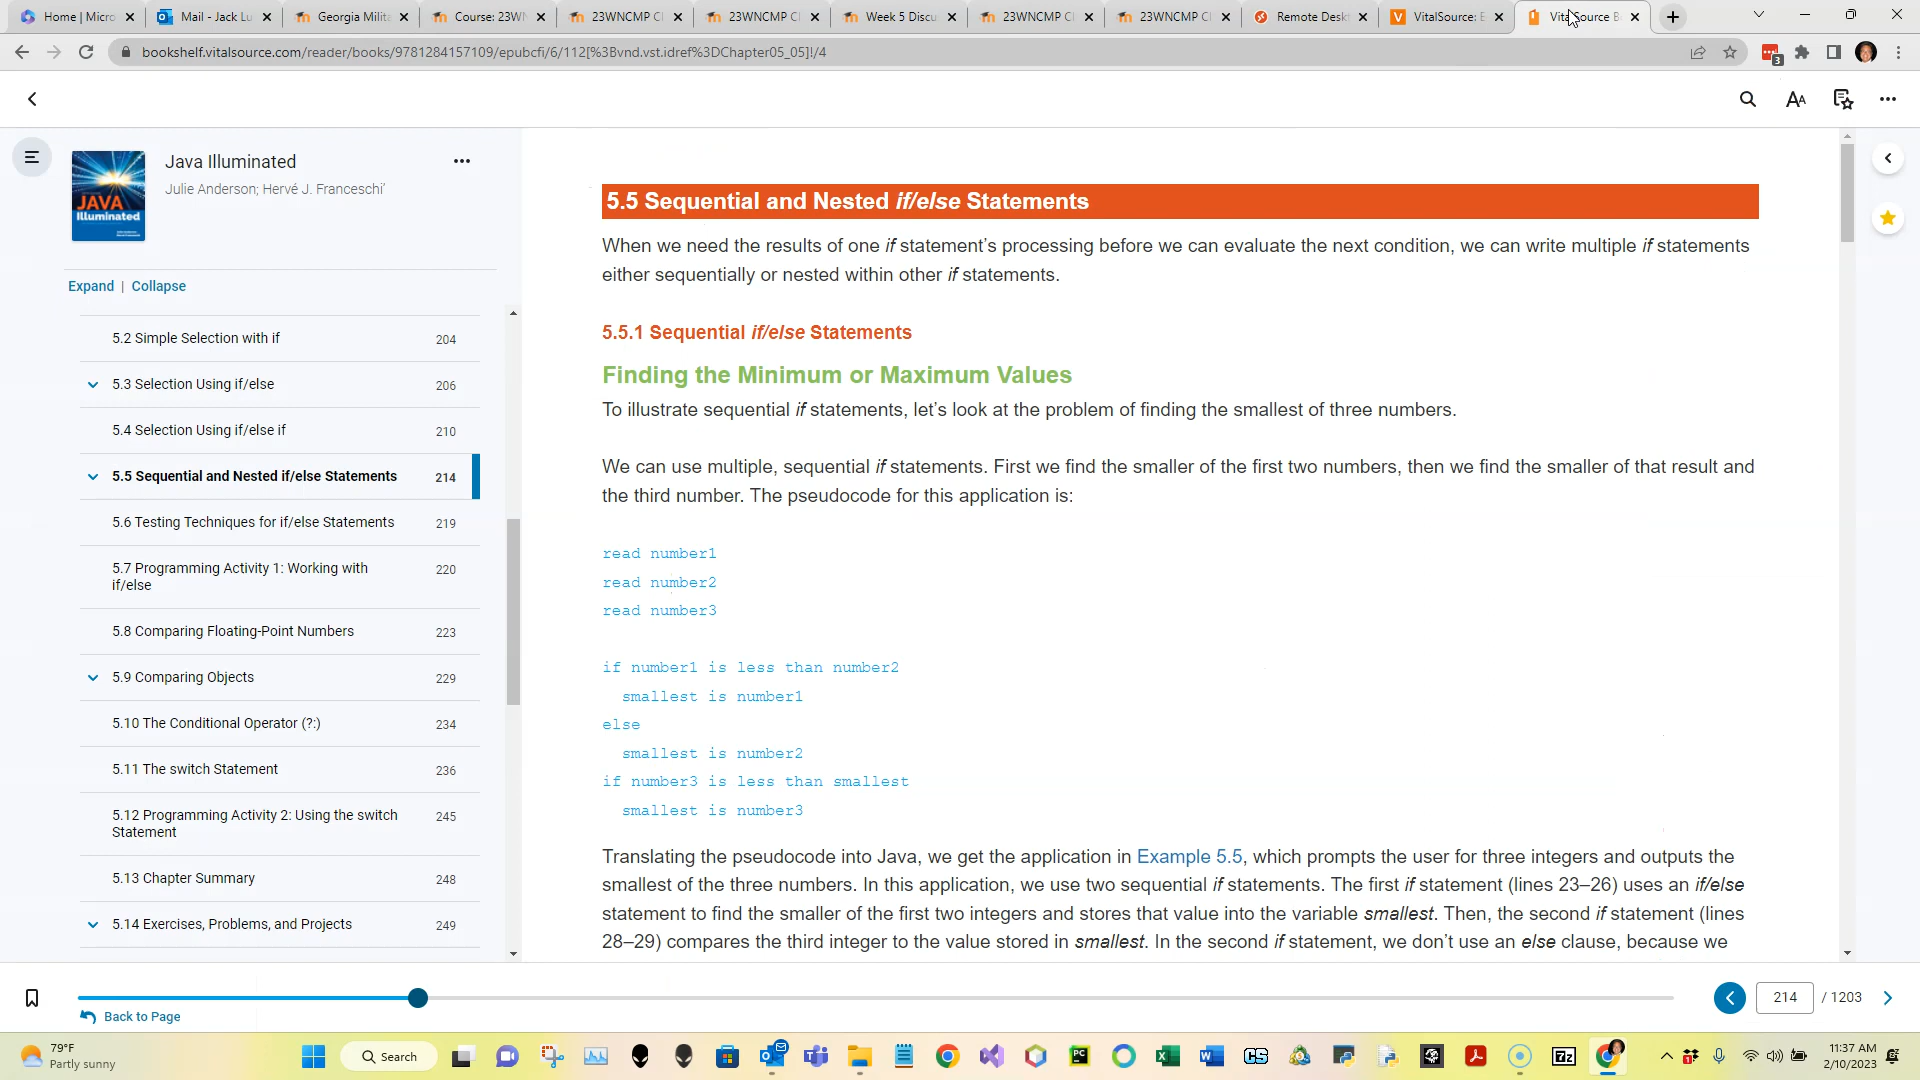 Home | Micro
Mail - Jack Lu
Georgia Milit
Course: 23WN
23WNCMP C
23WNCMP C
Week 5 Discu
23WNCMP C
23WNCMP C
Remote Deskt
VitalSource: E
VitalSource B
bookshelf.vitalsource.com/reader/books/9781284157109/epubcfi/6/112[%3Bvnd.vst.idref%3DChapter05_05]!/4
3
JAVA
Illuminated
Java Illuminated
Julie Anderson; Hervé J. Franceschi'
Expand | Collapse
5.2 Simple Selection with if 204
5.3 Selection Using if/else 206
5.4 Selection Using if/else if 210
5.5 Sequential and Nested if/else Statements 214
5.6 Testing Techniques for if/else Statements 219
5.7 Programming Activity 1: Working with 220
if/else
5.8 Comparing Floating-Point Numbers 223
5.9 Comparing Objects 229
5.10 The Conditional Operator (?:) 234
5.11 The switch Statement 236
5.12 Programming Activity 2: Using the switch 245
Statement
5.13 Chapter Summary 248
5.14 Exercises, Problems, and Projects 249
5.5 Sequential and Nested if/else Statements
When we need the results of one if statement's processing before we can evaluate the next condition, we can write multiple if statements
either sequentially or nested within other if statements.
5.5.1 Sequential if/else Statements
Finding the Minimum or Maximum Values
To illustrate sequential if statements, let's look at the problem of finding the smallest of three numbers.
We can use multiple, sequential if statements. First we find the smaller of the first two numbers, then we find the smaller of that result and
the third number. The pseudocode for this application is:
read number1
read number2
read number3
if number1 is less than number2
smallest is number1
else
smallest is number2
if number3 is less than smallest
smallest is number3
Translating the pseudocode into Java, we get the application in Example 5.5, which prompts the user for three integers and outputs the
smallest of the three numbers. In this application, we use two sequential if statements. The first if statement (lines 23–26) uses an if/else
statement to find the smaller of the first two integers and stores that value into the variable smallest. Then, the second if statement (lines
28–29) compares the third integer to the value stored in smallest. In the second if statement, we don't use an else clause, because we
Back to Page
214 / 1203
79°F
Partly sunny
Search
PC
CS
7z
11:37 AM
2/10/2023